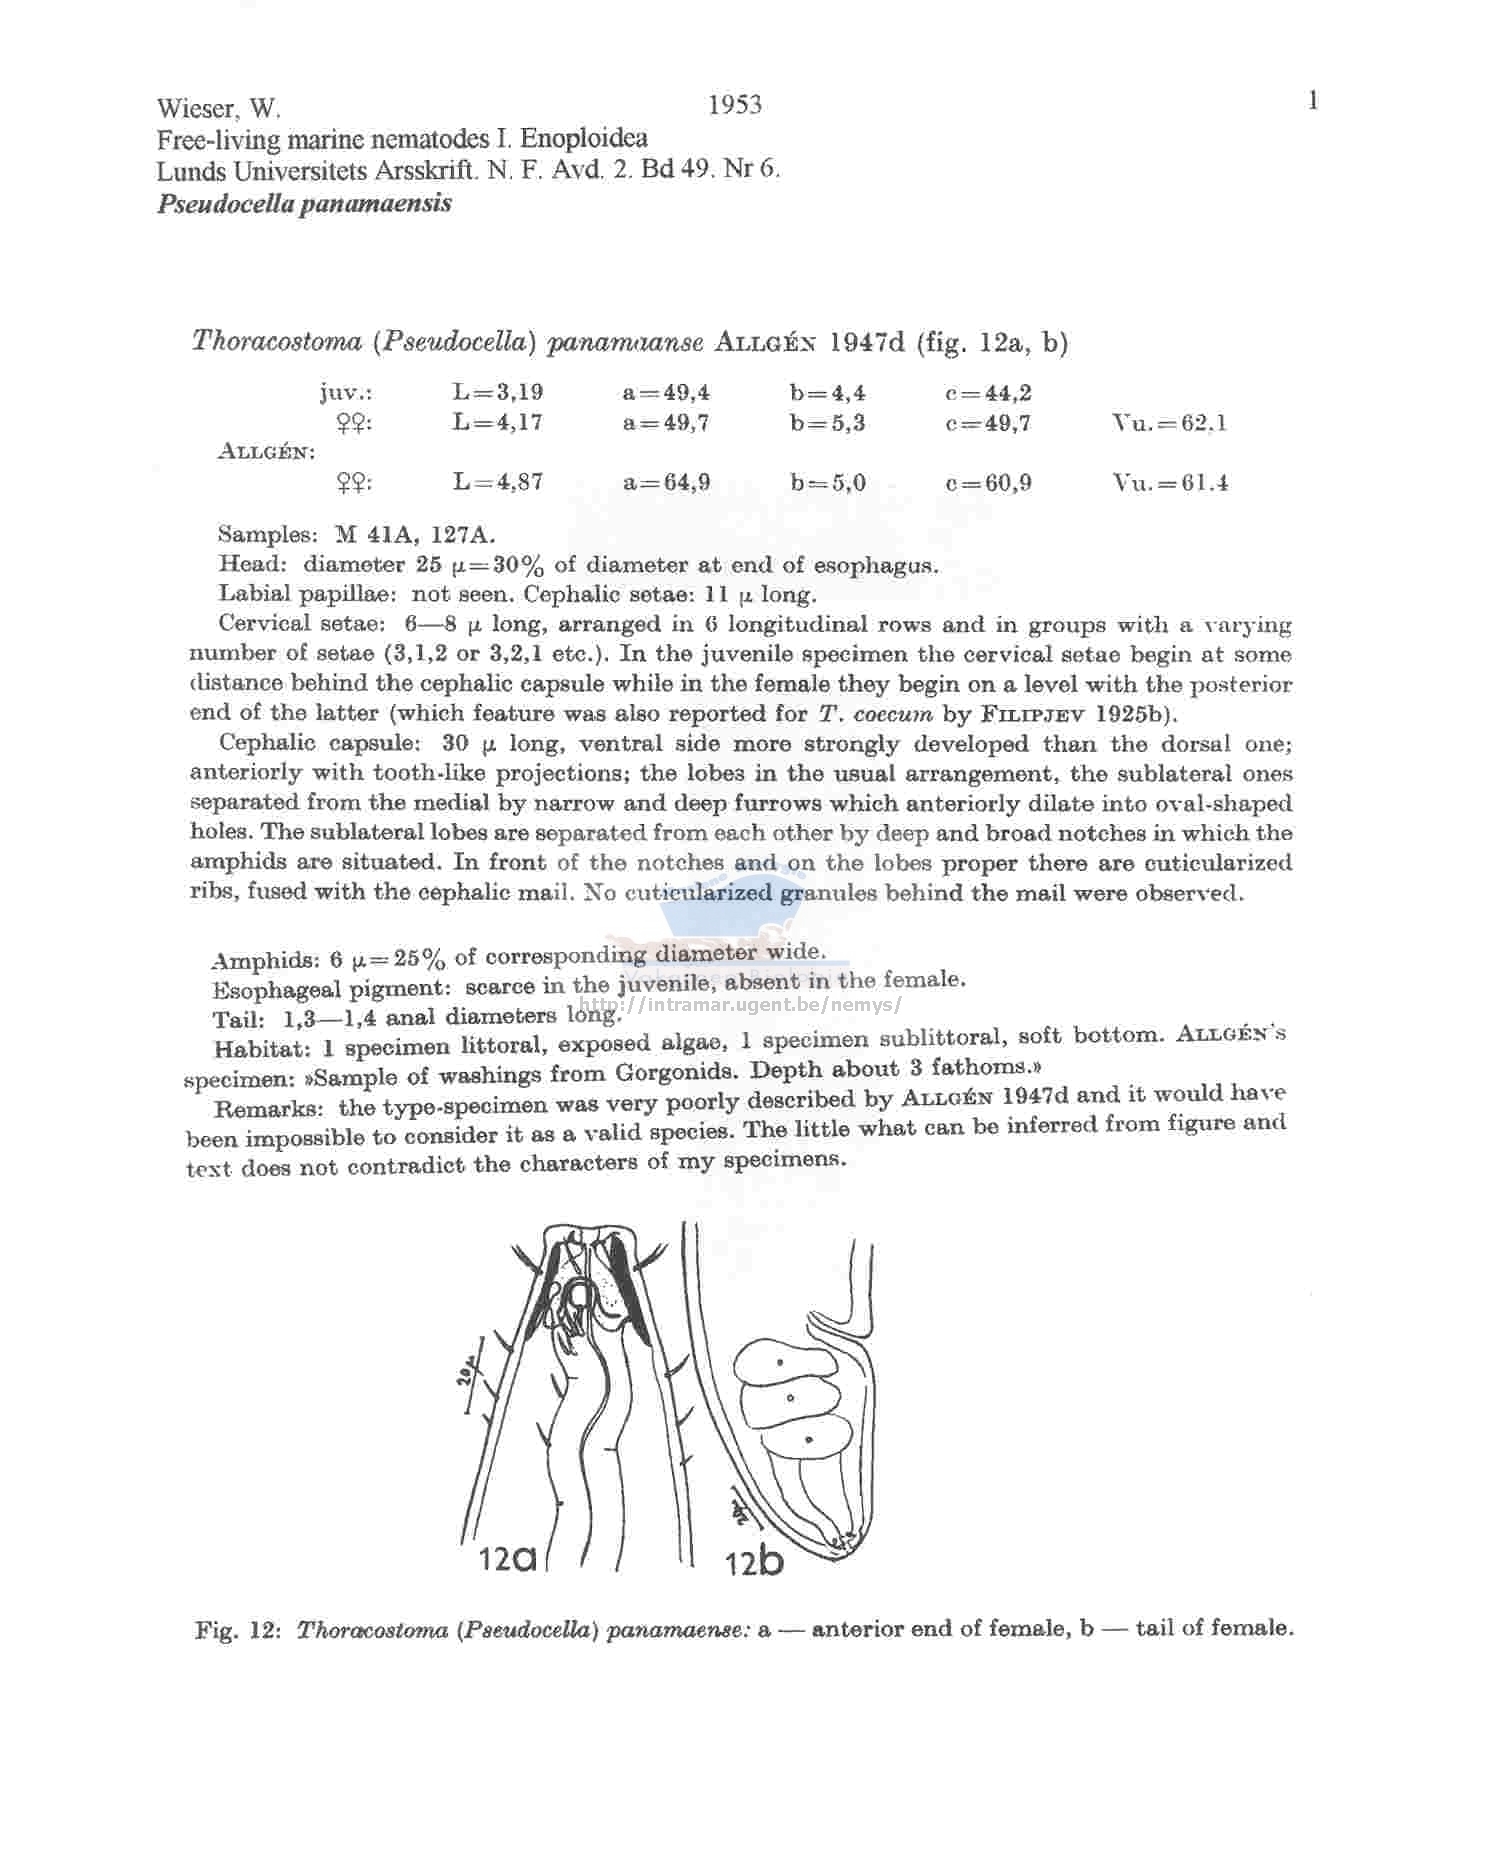 Wieser, W. 1953 1
Free-living marine nematodes I. Enoploidea
Lunds Universitets Arsskrift. N. F. Avd. 2. Bd 49. Nr 6.
Pseudocella panamaensis
Thoracostoma (Pseudocella) panamaanse ALLGÉN 1947d (fig. 12a, b)
juv.: L=3,19 a=49,4 b=4,4 c=44,2
♀♀: L=4,17 a=49,7 b=5,3 c=49,7 Vu.=62.1
ALLGÉN:
♀♀: L=4,87 a=64,9 b=5,0 c=60,9 Vu.=61.4
Samples: M 41A, 127A.
Head: diameter 25 µ=30% of diameter at end of esophagus.
Labial papillae: not seen. Cephalic setae: 11 µ long.
Cervical setae: 6—8 µ long, arranged in 6 longitudinal rows and in groups with a varying
number of setae (3,1,2 or 3,2,1 etc.). In the juvenile specimen the cervical setae begin at some
distance behind the cephalic capsule while in the female they begin on a level with the posterior
end of the latter (which feature was also reported for T. coecum by FILIPJEV 1925b).
Cephalic capsule: 30 µ long, ventral side more strongly developed than the dorsal one;
anteriorly with tooth-like projections; the lobes in the usual arrangement, the sublateral ones
separated from the medial by narrow and deep furrows which anteriorly dilate into oval-shaped
holes. The sublateral lobes are separated from each other by deep and broad notches in which the
amphids are situated. In front of the notches and on the lobes proper there are cuticularized
ribs, fused with the cephalic mail. No cuticularized granules behind the mail were observed.
Amphids: 6 µ=25% of corresponding diameter wide.
Esophageal pigment: scarce in the juvenile, absent in the female.
http://intramar.ugent.be/nemys/
Tail: 1,3—1,4 anal diameters long.
Habitat: 1 specimen littoral, exposed algae, 1 specimen sublittoral, soft bottom. ALLGÉN's
specimen: »Sample of washings from Gorgonids. Depth about 3 fathoms.»
Remarks: the type-specimen was very poorly described by ALLGÉN 1947d and it would have
been impossible to consider it as a valid species. The little what can be inferred from figure and
text does not contradict the characters of my specimens.
20µ
12a 12b
Fig. 12: Thoracostoma (Pseudocella) panamaense: a — anterior end of female, b — tail of female.